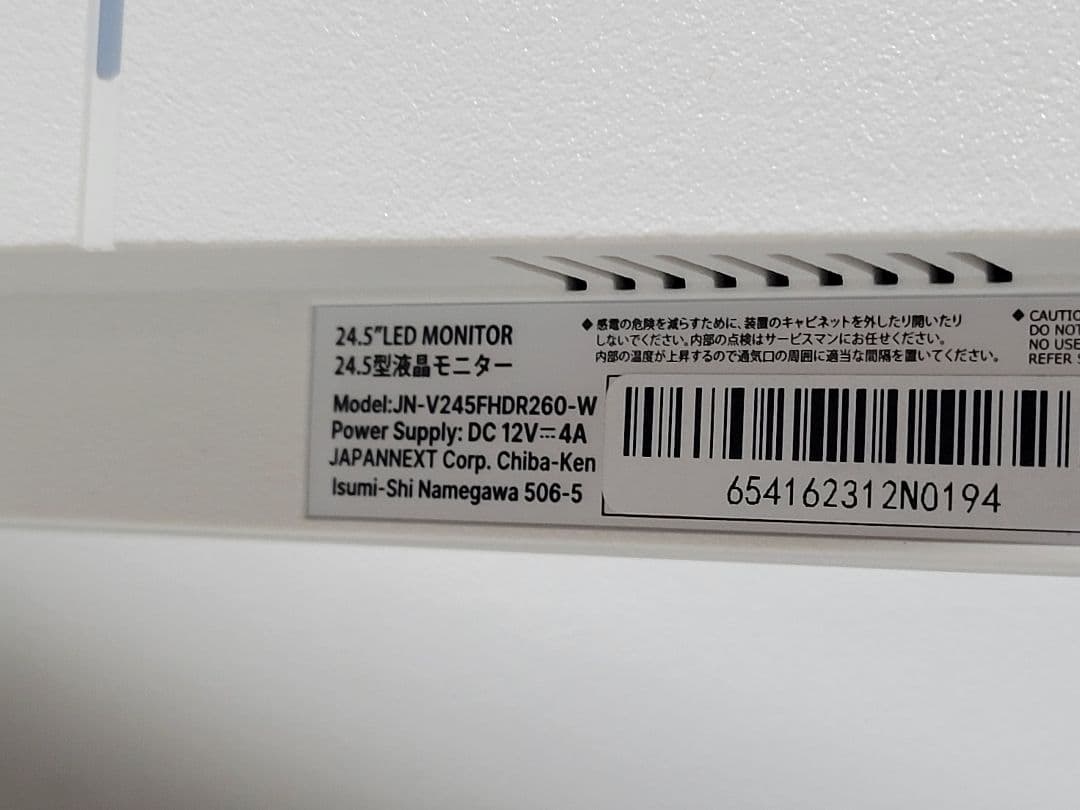 24.5"LED MONITOR
24.5型液晶モニター
Model:JN-V245FHDR260-W
Power Supply: DC 12V⎓4A
JAPANNEXT Corp. Chiba-Ken
Isumi-Shi Namegawa 506-5
◆感電の危険を減らすために、装置のキャビネットを外したり開いたり
しないでください。内部の点検はサービスマンにお任せください。
内部の温度が上昇するので通気口の周囲に適当な間隔を置いてください。
654162312N0194
◆CAUTIO
DO NOT
NO USE
REFER